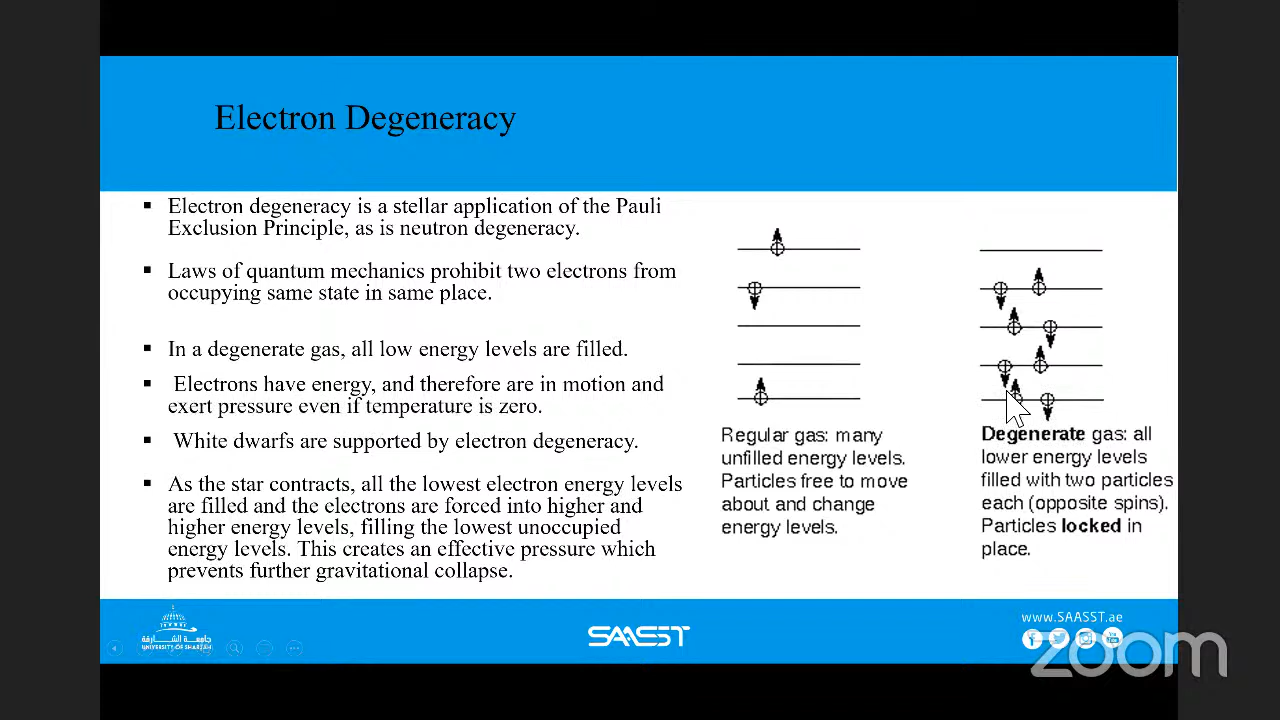 Electron Degeneracy
▪ Electron degeneracy is a stellar application of the Pauli
Exclusion Principle, as is neutron degeneracy.
▪ Laws of quantum mechanics prohibit two electrons from
occupying same state in same place.
▪ In a degenerate gas, all low energy levels are filled.
▪ Electrons have energy, and therefore are in motion and
exert pressure even if temperature is zero.
▪ White dwarfs are supported by electron degeneracy.
▪ As the star contracts, all the lowest electron energy levels
are filled and the electrons are forced into higher and
higher energy levels, filling the lowest unoccupied
energy levels. This creates an effective pressure which
prevents further gravitational collapse.
Regular gas: many
unfilled energy levels.
Particles free to move
about and change
energy levels.
Degenerate gas: all
lower energy levels
filled with two particles
each (opposite spins).
Particles locked in
place.
جامعة الشارقة
UNIVERSITY OF SHARJAH
SAASST
www.SAASST.ae
zoom